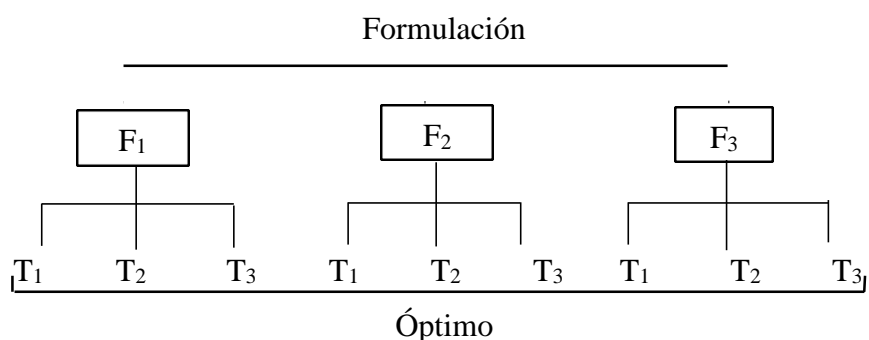 Formulación
F1 F2 F3
T1 T2 T3 T1 T2 T3 T1 T2 T3
Óptimo